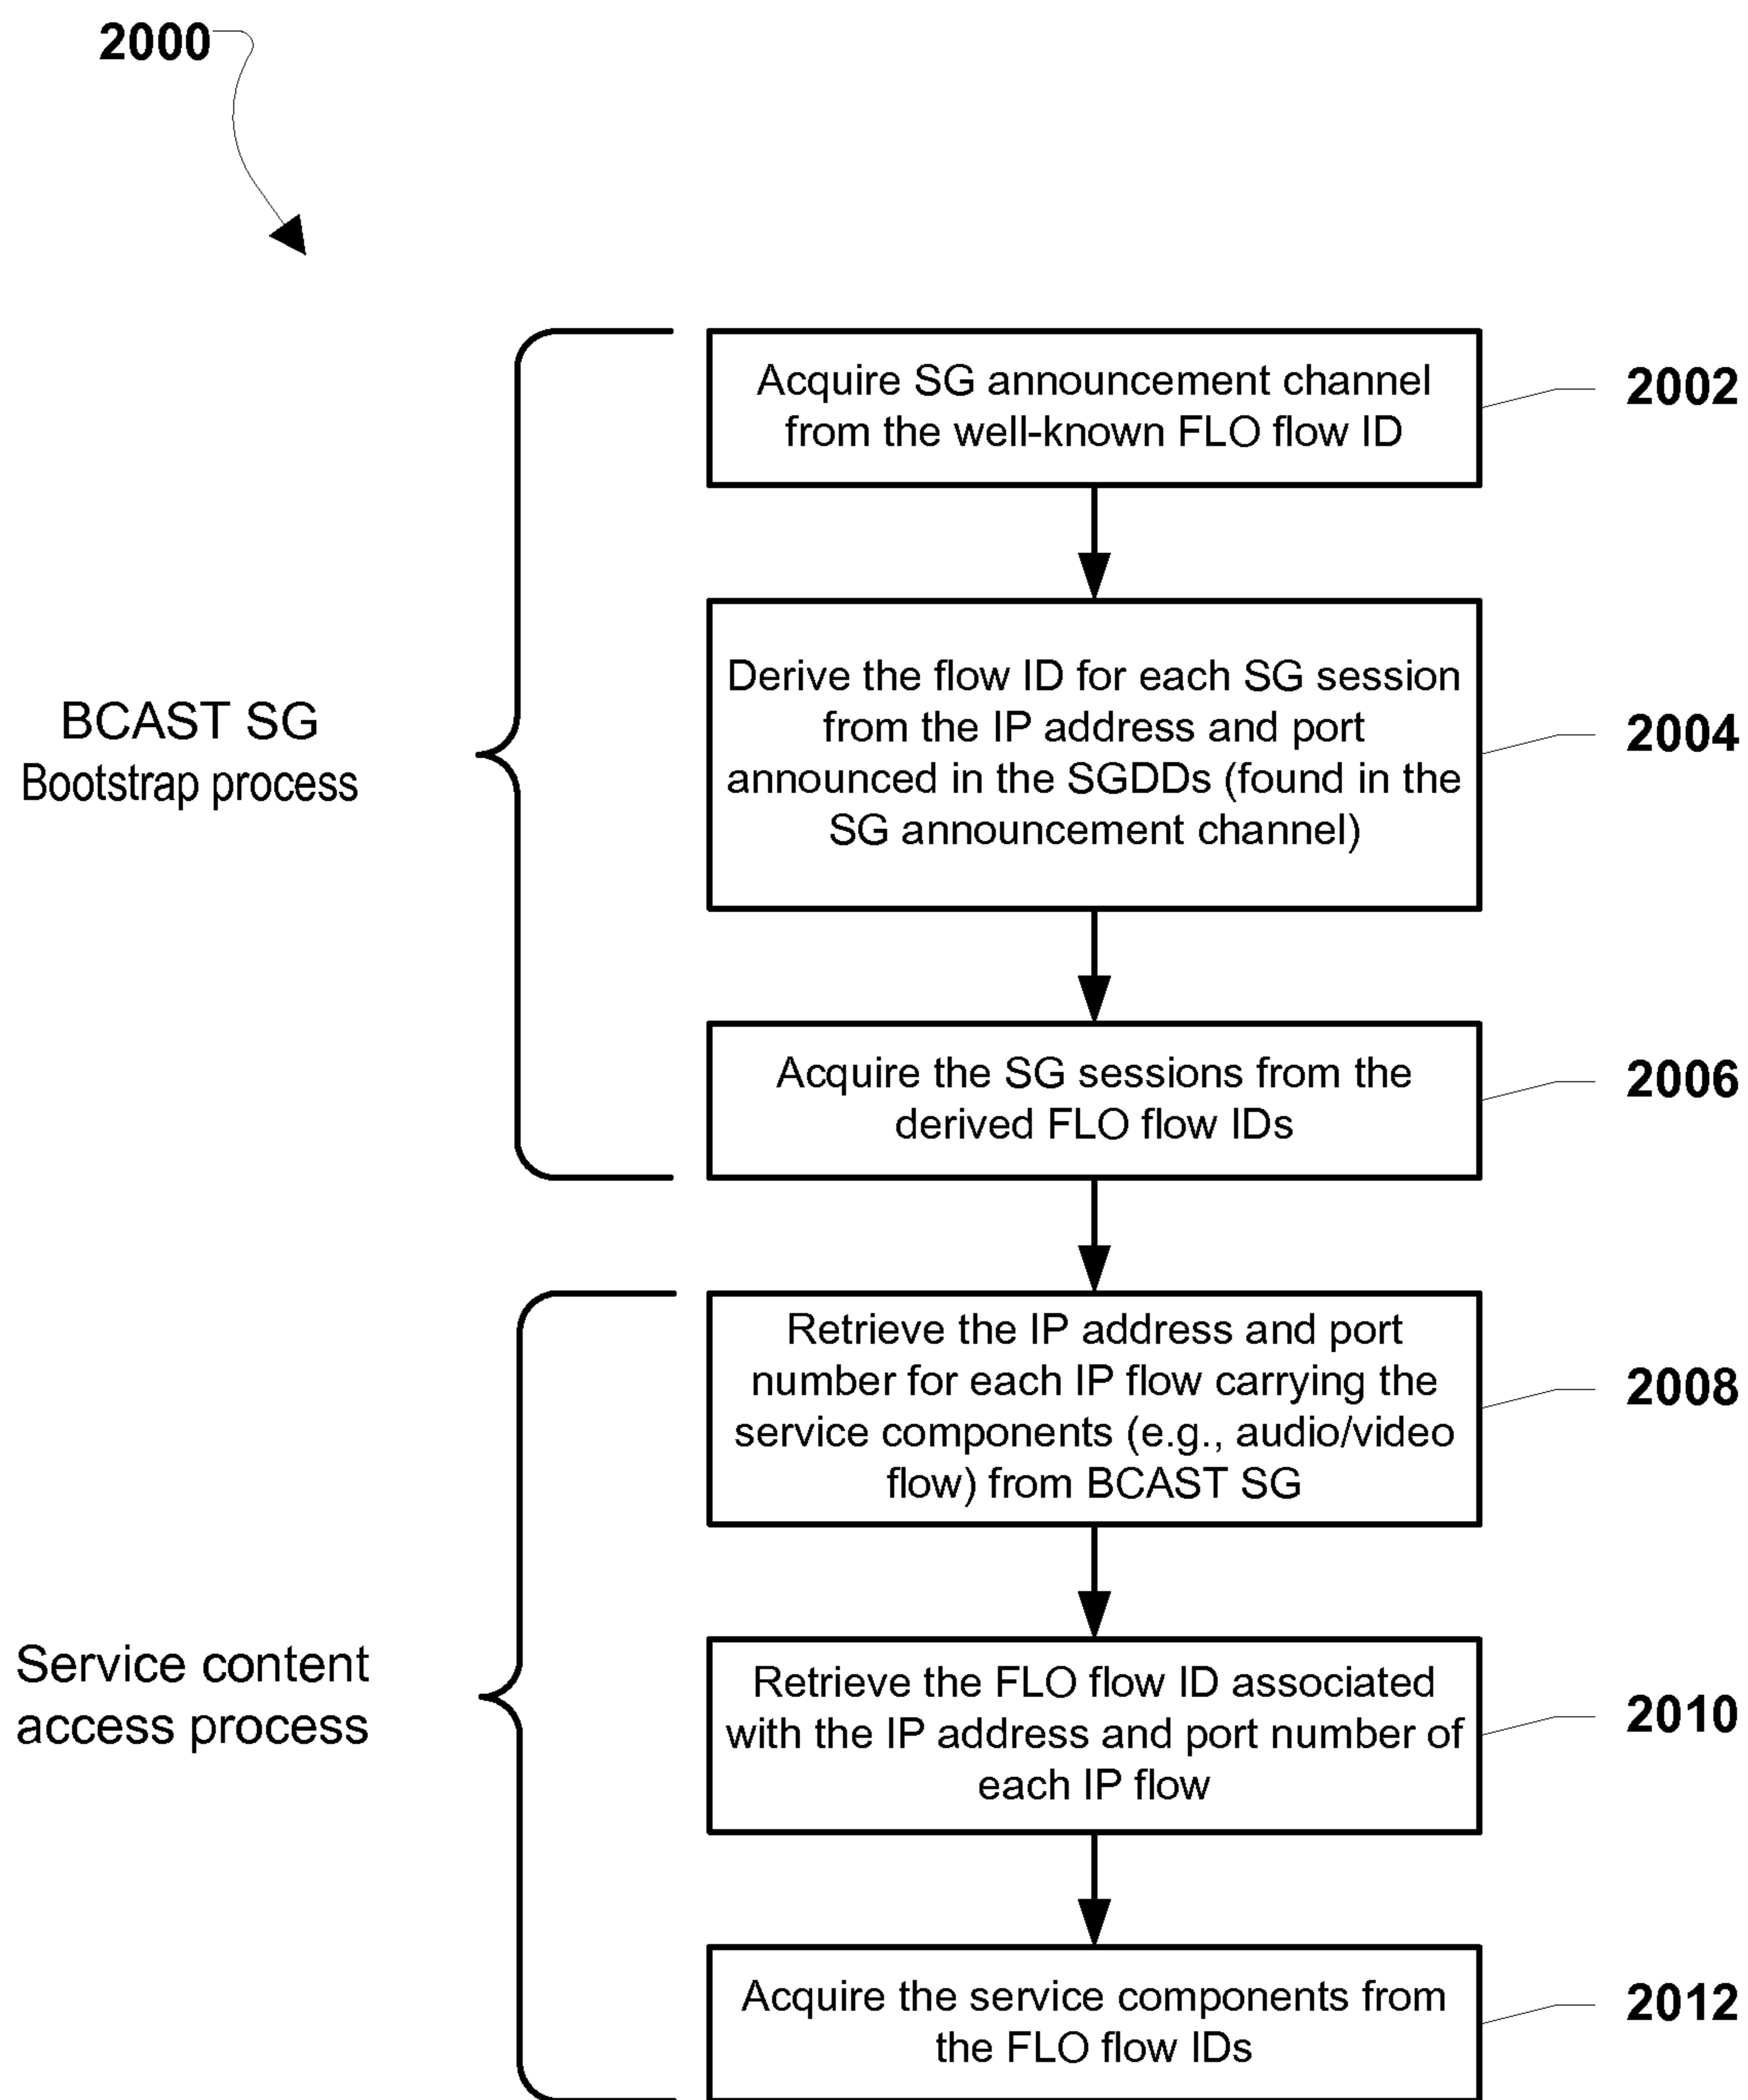 2000
Acquire SG announcement channel
from the well-known FLO flow ID
2002
Derive the flow ID for each SG session
from the IP address and port
announced in the SGDDs (found in the
SG announcement channel)
2004
BCAST SG
Bootstrap process
Acquire the SG sessions from the
derived FLO flow IDs
2006
Retrieve the IP address and port
number for each IP flow carrying the
service components (e.g., audio/video
flow) from BCAST SG
2008
Service content
access process
Retrieve the FLO flow ID associated
with the IP address and port number of
each IP flow
2010
Acquire the service components from
the FLO flow IDs
2012